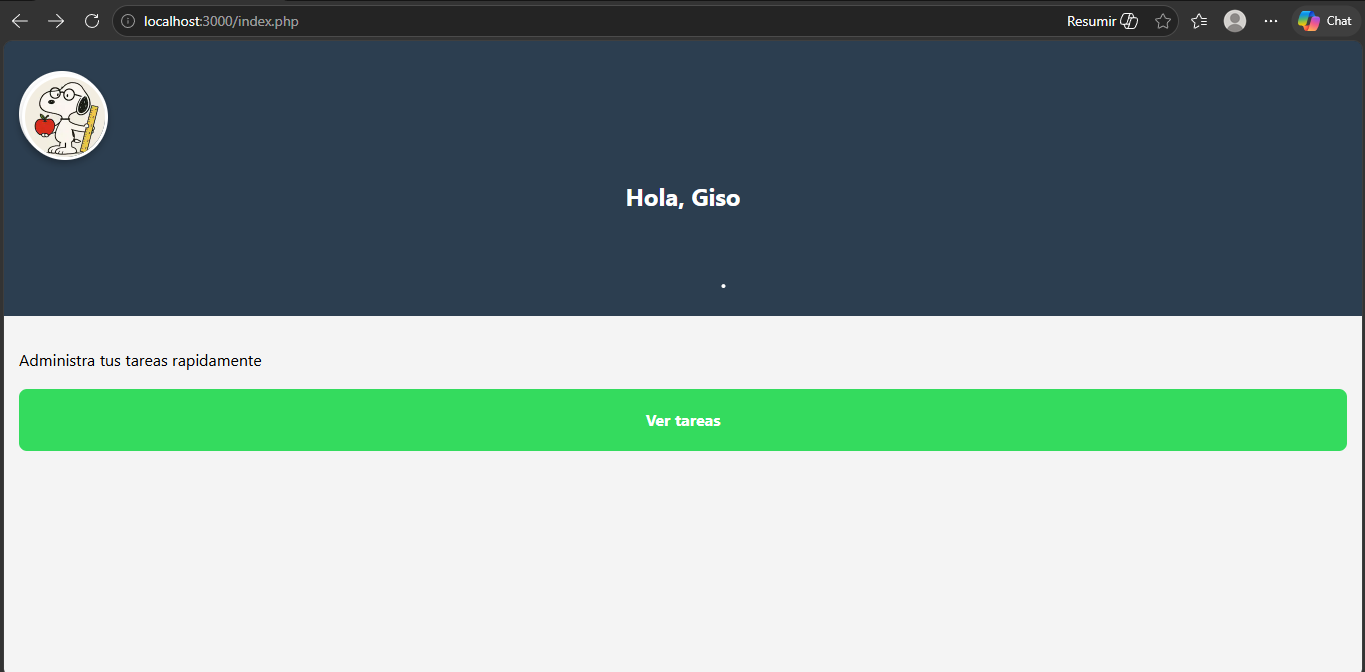 localhost:3000/index.php
Resumir
Chat
Hola, Giso
.
Administra tus tareas rapidamente
Ver tareas